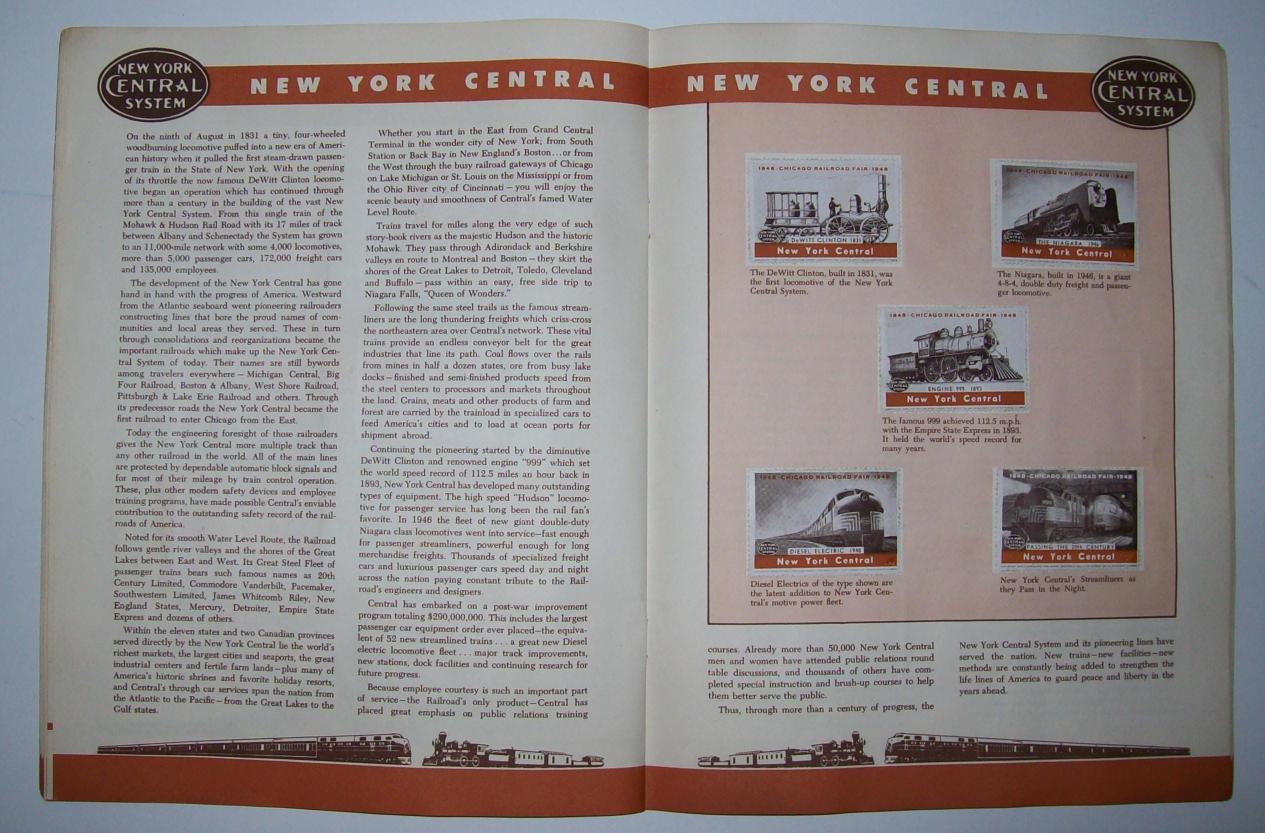 NEW YORK
CENTRAL
SYSTEM
NEW YORK CENTRAL
On the ninth of August in 1831 a tiny, four-wheeled
woodburning locomotive puffed into a new era of Ameri-
can history when it pulled the first steam-drawn passen-
ger train in the State of New York. With the opening
of its throttle the now famous DeWitt Clinton locomo-
tive began an operation which has continued through
more than a century in the building of the vast New
York Central System. From this single train of the
Mohawk & Hudson Rail Road with its 17 miles of track
between Albany and Schenectady the System has grown
to an 11,000-mile network with some 4,000 locomotives,
more than 5,000 passenger cars, 172,000 freight cars
and 135,000 employees.
The development of the New York Central has gone
hand in hand with the progress of America. Westward
from the Atlantic seaboard went pioneering railroaders
constructing lines that bore the proud names of com-
munities and local areas they served. These in turn
through consolidations and reorganizations became the
important railroads which make up the New York Cen-
tral System of today. Their names are still bywords
among travelers everywhere — Michigan Central, Big
Four Railroad, Boston & Albany, West Shore Railroad,
Pittsburgh & Lake Erie Railroad and others. Through
its predecessor roads the New York Central became the
first railroad to enter Chicago from the East.
Today the engineering foresight of those railroaders
gives the New York Central more multiple track than
any other railroad in the world. All of the main lines
are protected by dependable automatic block signals and
for most of their mileage by train control operation.
These, plus other modern safety devices and employee
training programs, have made possible Central's enviable
contribution to the outstanding safety record of the rail-
roads of America.
Noted for its smooth Water Level Route, the Railroad
follows gentle river valleys and the shores of the Great
Lakes between East and West. Its Great Steel Fleet of
passenger trains bears such famous names as 20th
Century Limited, Commodore Vanderbilt, Pacemaker,
Southwestern Limited, James Whitcomb Riley, New
England States, Mercury, Detroiter, Empire State
Express and dozens of others.
Within the eleven states and two Canadian provinces
served directly by the New York Central lie the world's
richest markets, the largest cities and seaports, the great
industrial centers and fertile farm lands — plus many of
America's historic shrines and favorite holiday resorts,
and Central's through car services span the nation from
the Atlantic to the Pacific — from the Great Lakes to the
Gulf states.
Whether you start in the East from Grand Central
Terminal in the wonder city of New York; from South
Station or Back Bay in New England's Boston...or from
the West through the busy railroad gateways of Chicago
on Lake Michigan or St. Louis on the Mississippi or from
the Ohio River city of Cincinnati — you will enjoy the
scenic beauty and smoothness of Central's famed Water
Level Route.
Trains travel for miles along the very edge of such
story-book rivers as the majestic Hudson and the historic
Mohawk. They pass through Adirondack and Berkshire
valleys en route to Montreal and Boston — they skirt the
shores of the Great Lakes to Detroit, Toledo, Cleveland
and Buffalo — pass within an easy, free side trip to
Niagara Falls, "Queen of Wonders."
Following the same steel trails as the famous stream-
liners are the long thundering freights which criss-cross
the northeastern area over Central's network. These vital
trains provide an endless conveyor belt for the great
industries that line its path. Coal flows over the rails
from mines in half a dozen states, ore from busy lake
docks — finished and semi-finished products speed from
the steel centers to processors and markets throughout
the land. Grains, meats and other products of farm and
forest are carried by the trainload in specialized cars to
feed America's cities and to load at ocean ports for
shipment abroad.
Continuing the pioneering started by the diminutive
DeWitt Clinton and renowned engine "999" which set
the world speed record of 112.5 miles an hour back in
1893, New York Central has developed many outstanding
types of equipment. The high speed "Hudson" locomo-
tive for passenger service has long been the rail fan's
favorite. In 1946 the fleet of new giant double-duty
Niagara class locomotives went into service—fast enough
for passenger streamliners, powerful enough for long
merchandise freights. Thousands of specialized freight
cars and luxurious passenger cars speed day and night
across the nation paying constant tribute to the Rail-
road's engineers and designers.
Central has embarked on a post-war improvement
program totaling $290,000,000. This includes the largest
passenger car equipment order ever placed—the equiva-
lent of 52 new streamlined trains . . . a great new Diesel
electric locomotive fleet . . . major track improvements,
new stations, dock facilities and continuing research for
future progress.
Because employee courtesy is such an important part
of service — the Railroad's only product — Central has
placed great emphasis on public relations training
NEW YORK CENTRAL
NEW YORK
CENTRAL
SYSTEM
1848-CHICAGO RAILROAD FAIR-1948
DeWITT CLINTON 1831
New York Central
The DeWitt Clinton, built in 1831, was
the first locomotive of the New York
Central System.
1848-CHICAGO RAILROAD FAIR-1948
THE NIAGARA 1946
New York Central
The Niagara, built in 1946, is a giant
4-8-4, double duty freight and passen-
ger locomotive.
1848-CHICAGO RAILROAD FAIR-1948
ENGINE 999 1893
New York Central
The famous 999 achieved 112.5 m.p.h.
with the Empire State Express in 1893.
It held the world's speed record for
many years.
1848-CHICAGO RAILROAD FAIR-1948
DIESEL ELECTRIC 1948
New York Central
Diesel Electrics of the type shown are
the latest addition to New York Cen-
tral's motive power fleet.
1848-CHICAGO RAILROAD FAIR-1948
PASSING THE 20TH CENTURY
New York Central
New York Central's Streamliners as
they Pass in the Night.
courses. Already more than 50,000 New York Central
men and women have attended public relations round
table discussions, and thousands of others have com-
pleted special instruction and brush-up courses to help
them better serve the public.
Thus, through more than a century of progress, the
New York Central System and its pioneering lines have
served the nation. New trains—new facilities—new
methods are constantly being added to strengthen the
life lines of America to guard peace and liberty in the
years ahead.